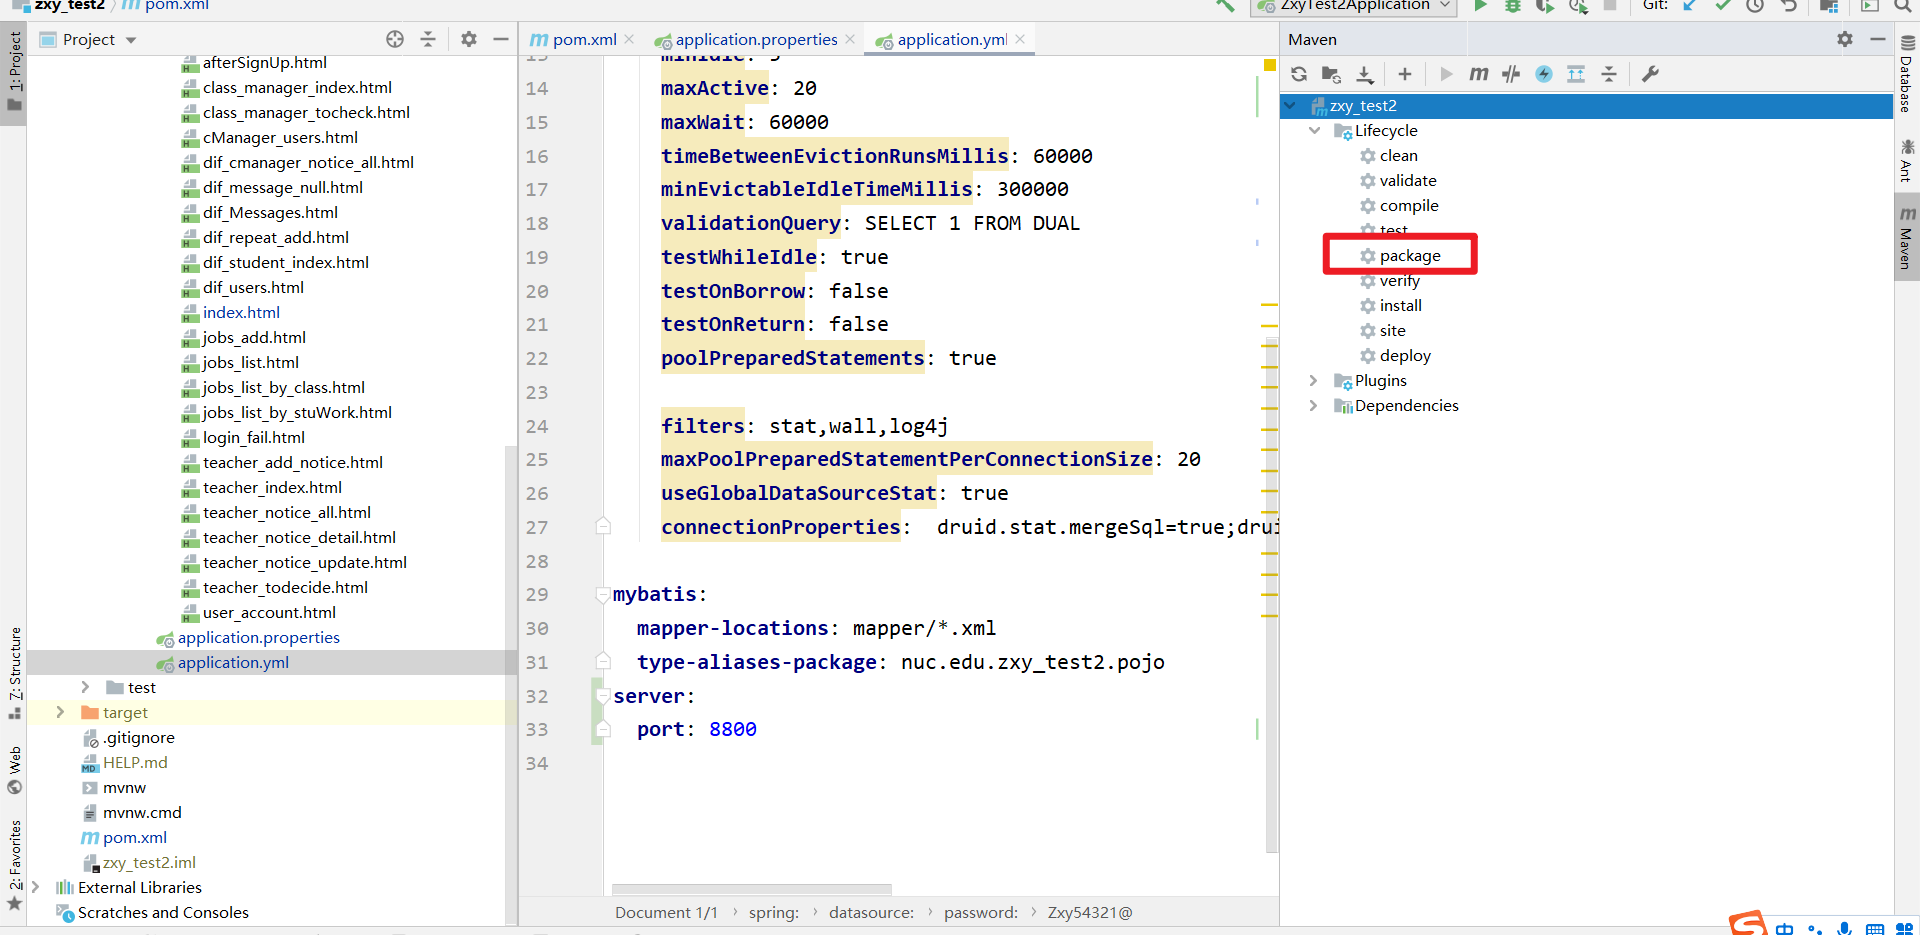 zxy_test2 / pom.xml
ZxyTest2Application
Git:
1: Project
Project
pom.xml
application.properties
application.yml
Maven
afterSignUp.html
class_manager_index.html
class_manager_tocheck.html
cManager_users.html
dif_cmanager_notice_all.html
dif_message_null.html
dif_Messages.html
dif_repeat_add.html
dif_student_index.html
dif_users.html
index.html
jobs_add.html
jobs_list.html
jobs_list_by_class.html
jobs_list_by_stuWork.html
login_fail.html
teacher_add_notice.html
teacher_index.html
teacher_notice_all.html
teacher_notice_detail.html
teacher_notice_update.html
teacher_todecide.html
user_account.html
application.properties
application.yml
test
target
.gitignore
HELP.md
mvnw
mvnw.cmd
pom.xml
zxy_test2.iml
External Libraries
Scratches and Consoles
7: Structure
Web
2: Favorites
13 minIdle: 5
14 maxActive: 20
15 maxWait: 60000
16 timeBetweenEvictionRunsMillis: 60000
17 minEvictableIdleTimeMillis: 300000
18 validationQuery: SELECT 1 FROM DUAL
19 testWhileIdle: true
20 testOnBorrow: false
21 testOnReturn: false
22 poolPreparedStatements: true
23
24 filters: stat,wall,log4j
25 maxPoolPreparedStatementPerConnectionSize: 20
26 useGlobalDataSourceStat: true
27 connectionProperties:  druid.stat.mergeSql=true;drui
28
29 mybatis:
30 mapper-locations: mapper/*.xml
31 type-aliases-package: nuc.edu.zxy_test2.pojo
32 server:
33 port: 8800
34
Document 1/1 › spring: › datasource: › password: › Zxy54321@
zxy_test2
Lifecycle
clean
validate
compile
test
package
verify
install
site
deploy
Plugins
Dependencies
Database
Ant
Maven
中